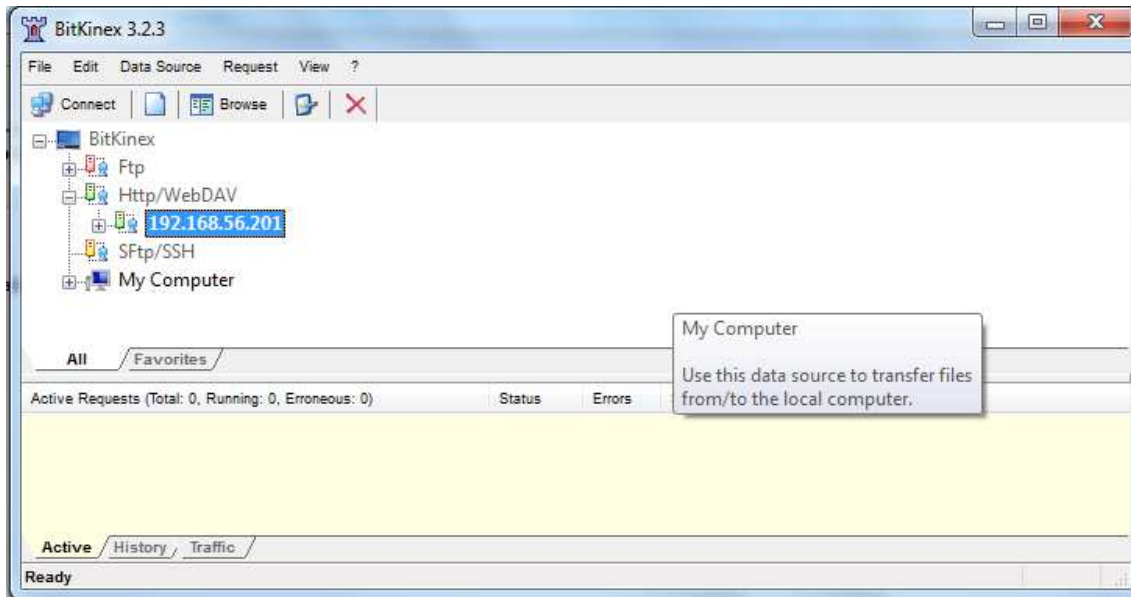 BitKinex 3.2.3
File Edit Data Source Request View ?
Connect Browse
BitKinex
Ftp
Http/WebDAV
192.168.56.201
SFtp/SSH
My Computer
My Computer
Use this data source to transfer files
from/to the local computer.
All Favorites
Active Requests (Total: 0, Running: 0, Erroneous: 0) Status Errors
Active History Traffic
Ready